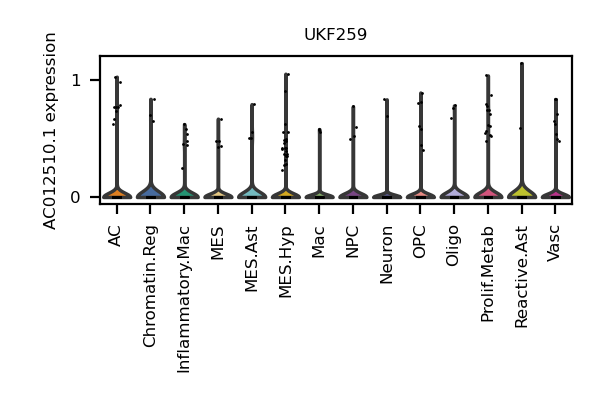 UKF259
AC012510.1 expression
1
0
AC
Chromatin.Reg
Inflammatory.Mac
MES
MES.Ast
MES.Hyp
Mac
NPC
Neuron
OPC
Oligo
Prolif.Metab
Reactive.Ast
Vasc